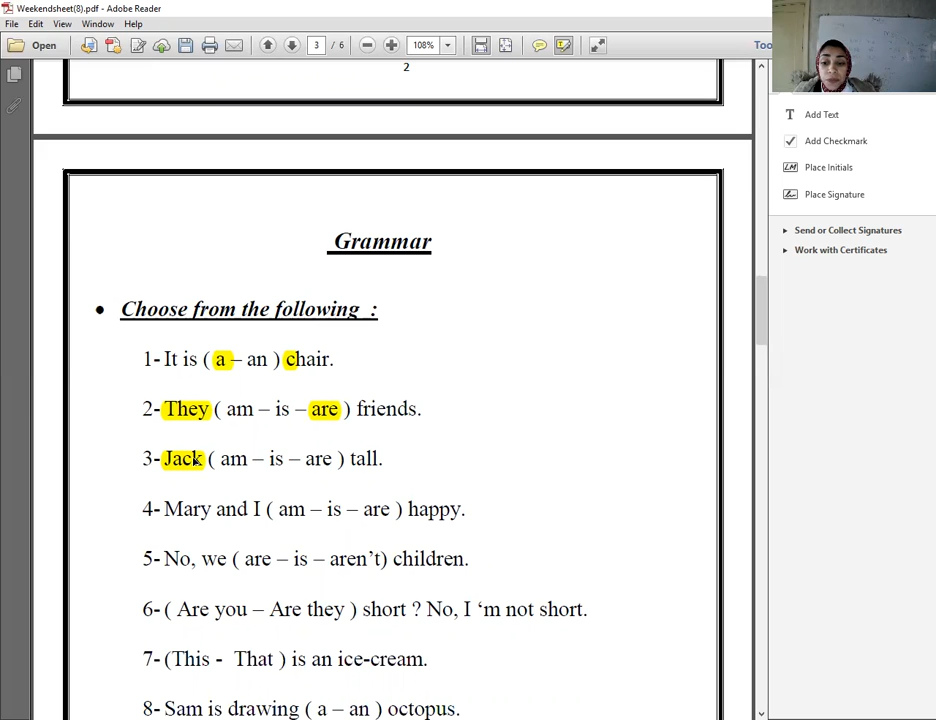 Weekendsheet(8).pdf - Adobe Reader
File Edit View Window Help
Open 3 / 6 108% Too
2
Add Text
Add Checkmark
Place Initials
Place Signature
Send or Collect Signatures
Work with Certificates
Grammar
• Choose from the following :
1- It is ( a – an ) chair.
2- They ( am – is – are ) friends.
3- Jack ( am – is – are ) tall.
4- Mary and I ( am – is – are ) happy.
5- No, we ( are – is – aren’t) children.
6- ( Are you – Are they ) short ? No, I ‘m not short.
7- (This - That ) is an ice-cream.
8- Sam is drawing ( a – an ) octopus.